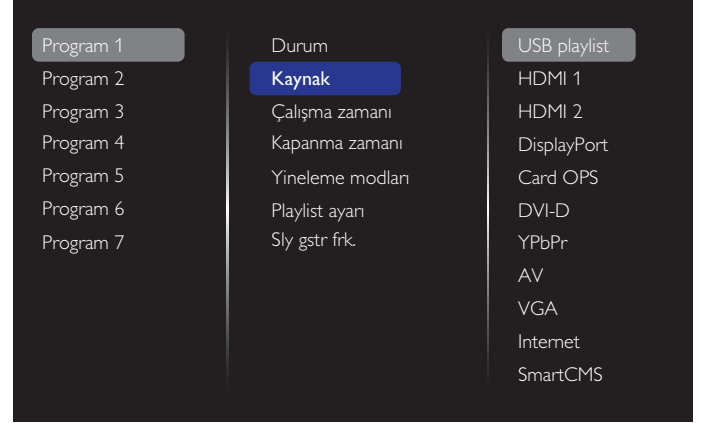 Program 1
Program 2
Program 3
Program 4
Program 5
Program 6
Program 7
Durum
Kaynak
Çalışma zamanı
Kapanma zamanı
Yineleme modları
Playlist ayarı
Sly gstr frk.
USB playlist
HDMI 1
HDMI 2
DisplayPort
Card OPS
DVI-D
YPbPr
AV
VGA
Internet
SmartCMS